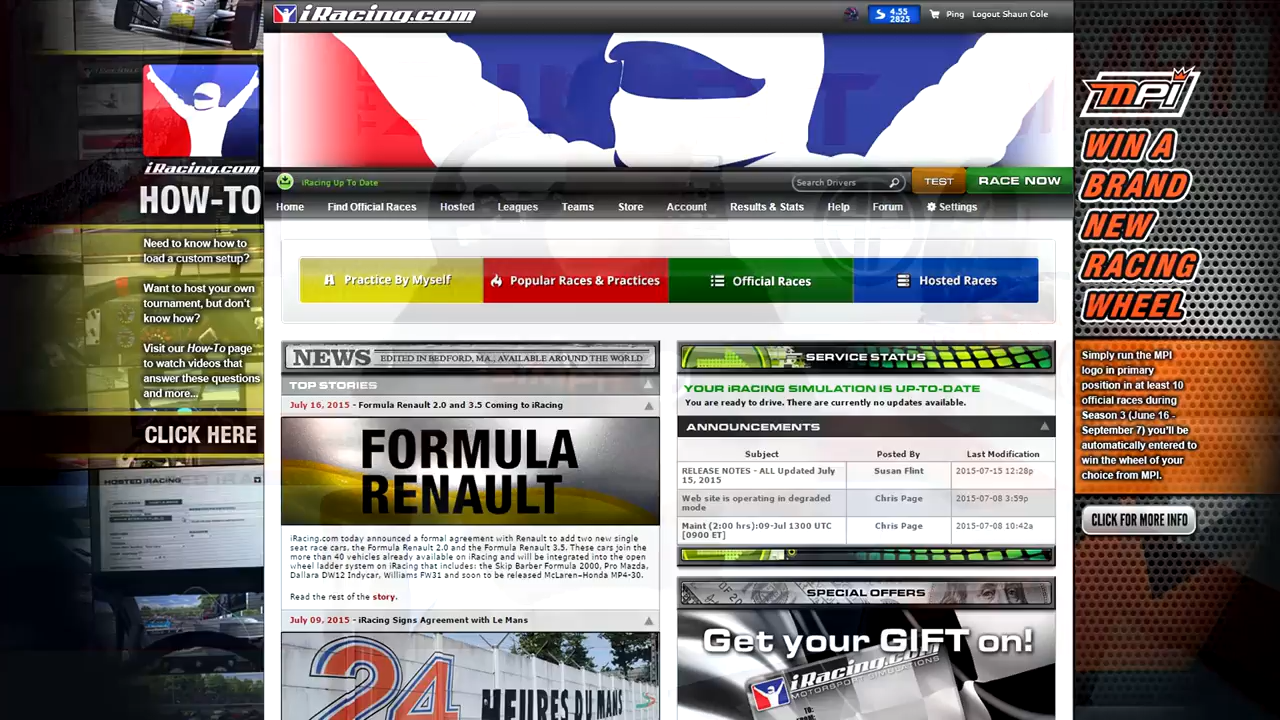 iRacing.com
4.55
2825
Ping
Logout Shaun Cole
iRacing.com
HOW-TO
Need to know how to
load a custom setup?
Want to host your own
tournament, but don't
know how?
Visit our How-To page
to watch videos that
answer these questions
and more...
CLICK HERE
iRacing Up To Date
Search Drivers
TEST
RACE NOW
Home
Find Official Races
Hosted
Leagues
Teams
Store
Account
Results & Stats
Help
Forum
Settings
Practice By Myself
Popular Races & Practices
Official Races
Hosted Races
NEWS
EDITED IN BEDFORD, MA., AVAILABLE AROUND THE WORLD
TOP STORIES
July 16, 2015 - Formula Renault 2.0 and 3.5 Coming to iRacing
FORMULA
RENAULT
iRacing.com today announced a formal agreement with Renault to add two new single
seat race cars, the Formula Renault 2.0 and the Formula Renault 3.5. These cars join the
more than 40 vehicles already available on iRacing and will be integrated into the open
wheel ladder system on iRacing that includes: the Skip Barber Formula 2000, Pro Mazda,
Dallara DW12 Indycar, Williams FW31 and soon to be released McLaren-Honda MP4-30.
Read the rest of the story.
July 09, 2015 - iRacing Signs Agreement with Le Mans
24
HEURES DU MANS
SERVICE STATUS
YOUR iRACING SIMULATION IS UP-TO-DATE
You are ready to drive. There are currently no updates available.
ANNOUNCEMENTS
Subject
Posted By
Last Modification
RELEASE NOTES - ALL Updated July
15, 2015
Susan Flint
2015-07-15 12:28p
Web site is operating in degraded
mode
Chris Page
2015-07-08 3:59p
Maint (2:00 hrs):09-Jul 1300 UTC
[0900 ET]
Chris Page
2015-07-08 10:42a
SPECIAL OFFERS
Get your GIFT on!
iRacing.com
MOTORSPORT SIMULATIONS
TO:
MPI
WIN A
BRAND
NEW
RACING
WHEEL
Simply run the MPI
logo in primary
position in at least 10
official races during
Season 3 (June 16 -
September 7) you'll be
automatically entered to
win the wheel of your
choice from MPI.
CLICK FOR MORE INFO
HOSTED iRACING